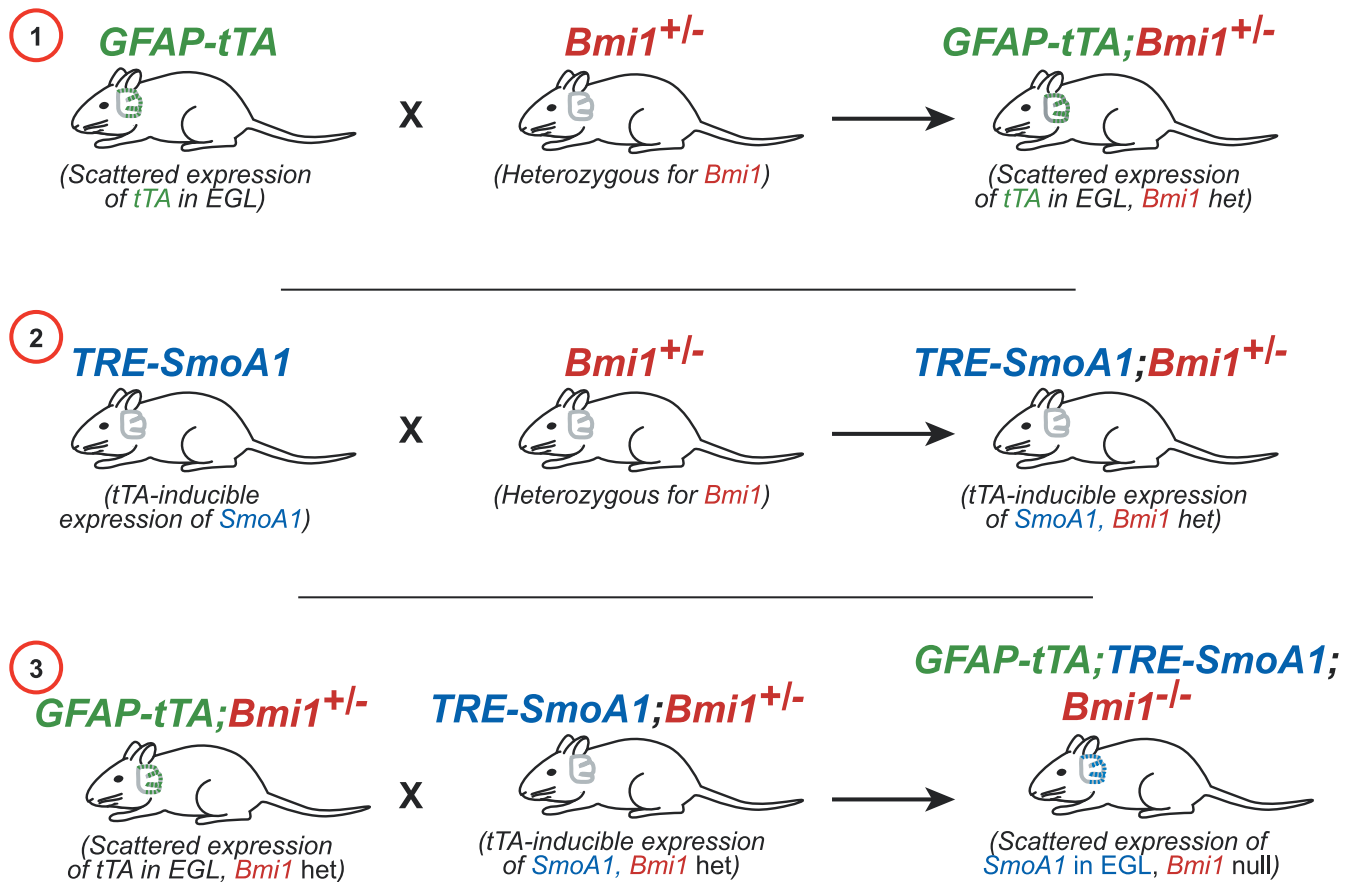 1
GFAP-tTA
Bmi1+/-
GFAP-tTA;Bmi1+/-
X
(Scattered expression
of tTA in EGL)
(Heterozygous for Bmi1)
(Scattered expression
of tTA in EGL, Bmi1 het)
2
TRE-SmoA1
Bmi1+/-
TRE-SmoA1;Bmi1+/-
X
(tTA-inducible
expression of SmoA1)
(Heterozygous for Bmi1)
(tTA-inducible expression
of SmoA1, Bmi1 het)
3
GFAP-tTA;Bmi1+/-
TRE-SmoA1;Bmi1+/-
GFAP-tTA;TRE-SmoA1;
Bmi1-/-
X
(Scattered expression
of tTA in EGL, Bmi1 het)
(tTA-inducible expression
of SmoA1, Bmi1 het)
(Scattered expression of
SmoA1 in EGL, Bmi1 null)